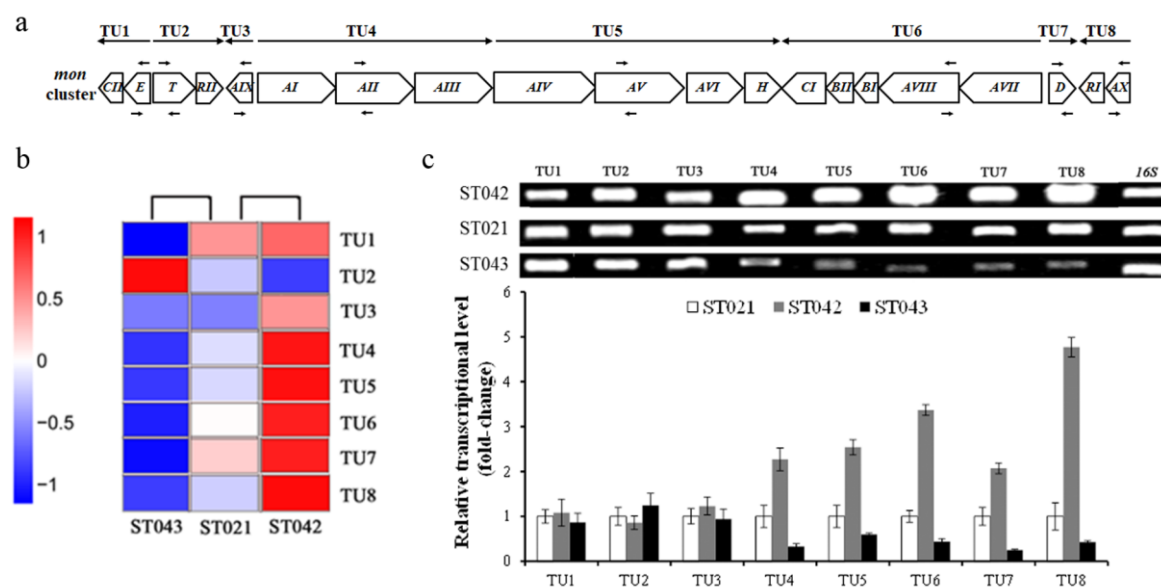 a
TU1 TU2 TU3 TU4 TU5 TU6 TU7 TU8
mon cluster
CII E T RII AIX AI AII AIII AIV AV AVI H CI BII BI AVIII AVII D RI AX
b
1
0.5
0
−0.5
−1
TU1
TU2
TU3
TU4
TU5
TU6
TU7
TU8
ST043 ST021 ST042
c
TU1 TU2 TU3 TU4 TU5 TU6 TU7 TU8 16S
ST042
ST021
ST043
Relative transcriptional level
(fold-change)
6
5
4
3
2
1
0
ST021 ST042 ST043
TU1 TU2 TU3 TU4 TU5 TU6 TU7 TU8